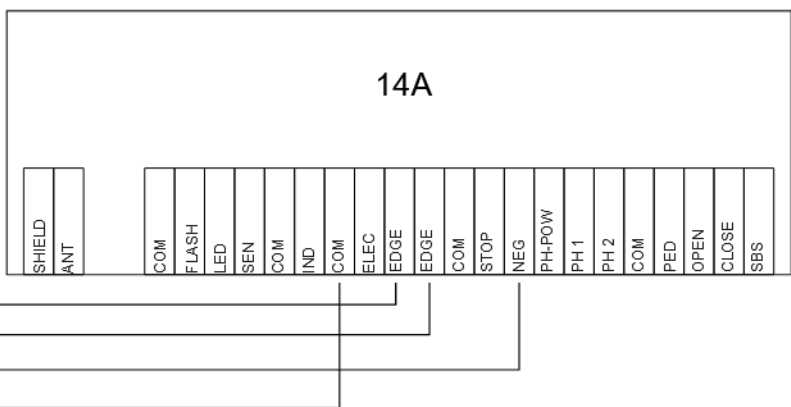 14A
SHIELD
ANT
COM
FLASH
LED
SEN
COM
IND
COM
ELEC
EDGE
EDGE
COM
STOP
NEG
PH-POW
PH 1
PH 2
COM
PED
OPEN
CLOSE
SBS